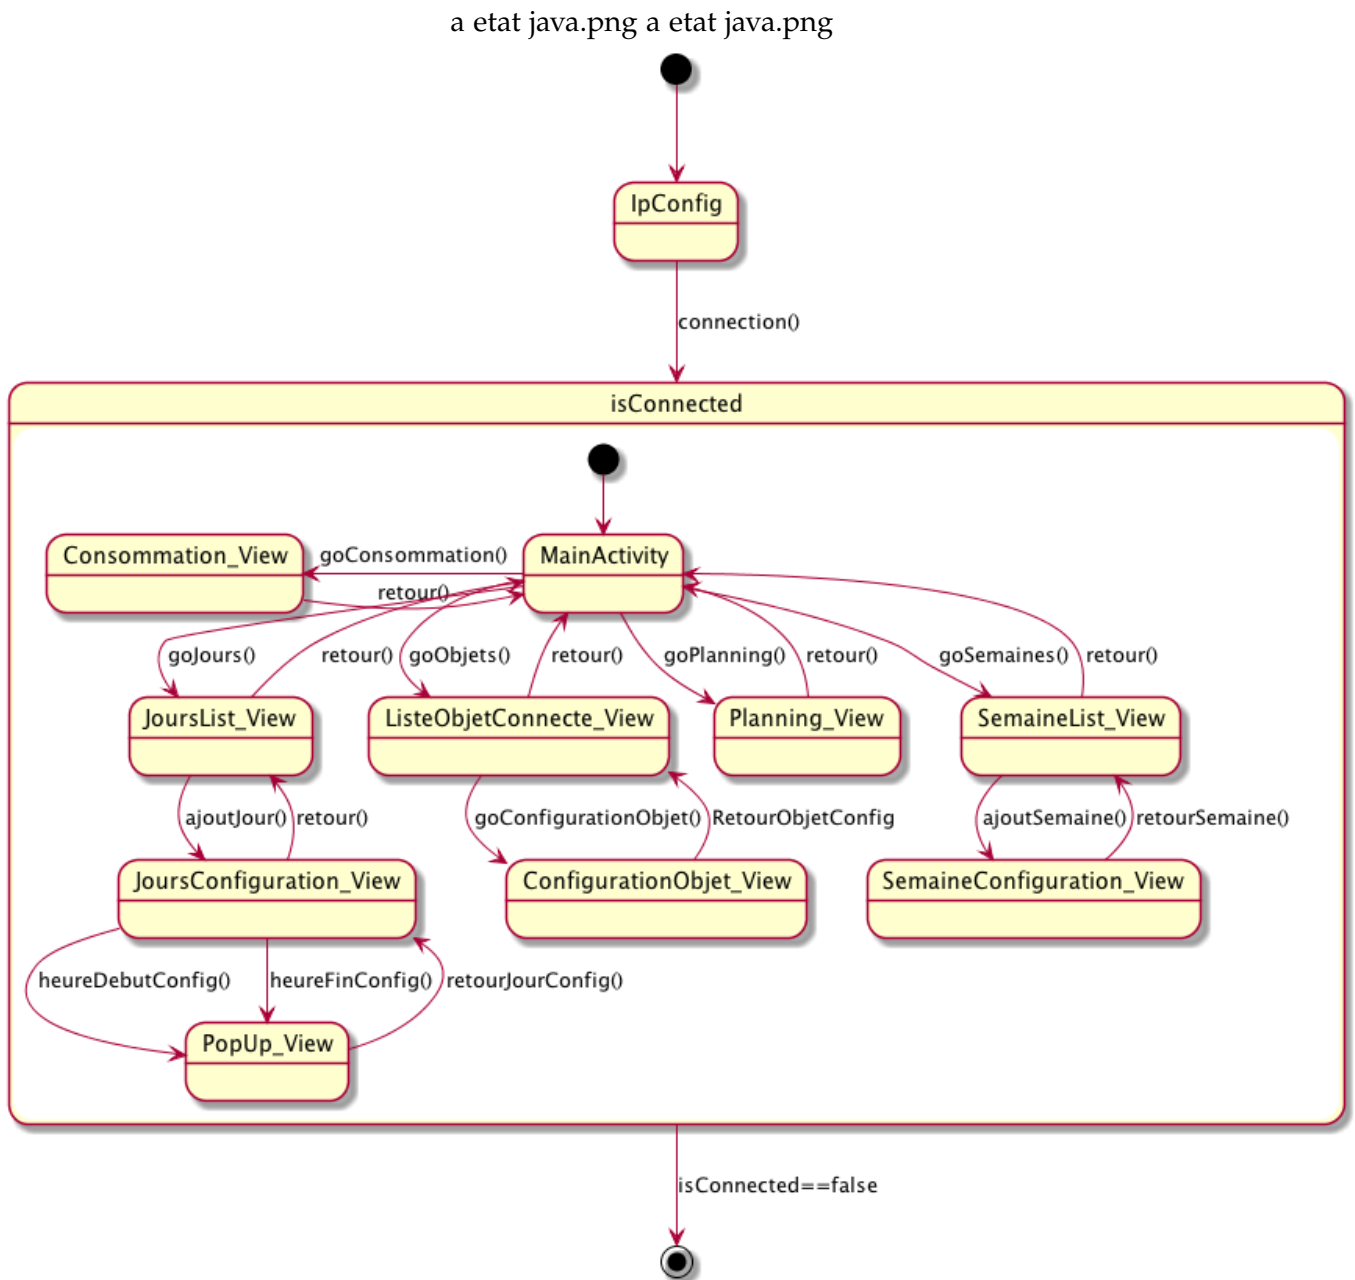 a etat java.png a etat java.png
IpConfig
connection()
isConnected
Consommation_View
goConsommation()
MainActivity
retour()
goJours()
retour()
goObjets()
retour()
goPlanning()
retour()
goSemaines()
retour()
JoursList_View
ListeObjetConnecte_View
Planning_View
SemaineList_View
ajoutJour()
retour()
goConfigurationObjet()
RetourObjetConfig
ajoutSemaine()
retourSemaine()
JoursConfiguration_View
ConfigurationObjet_View
SemaineConfiguration_View
heureDebutConfig()
heureFinConfig()
retourJourConfig()
PopUp_View
isConnected==false